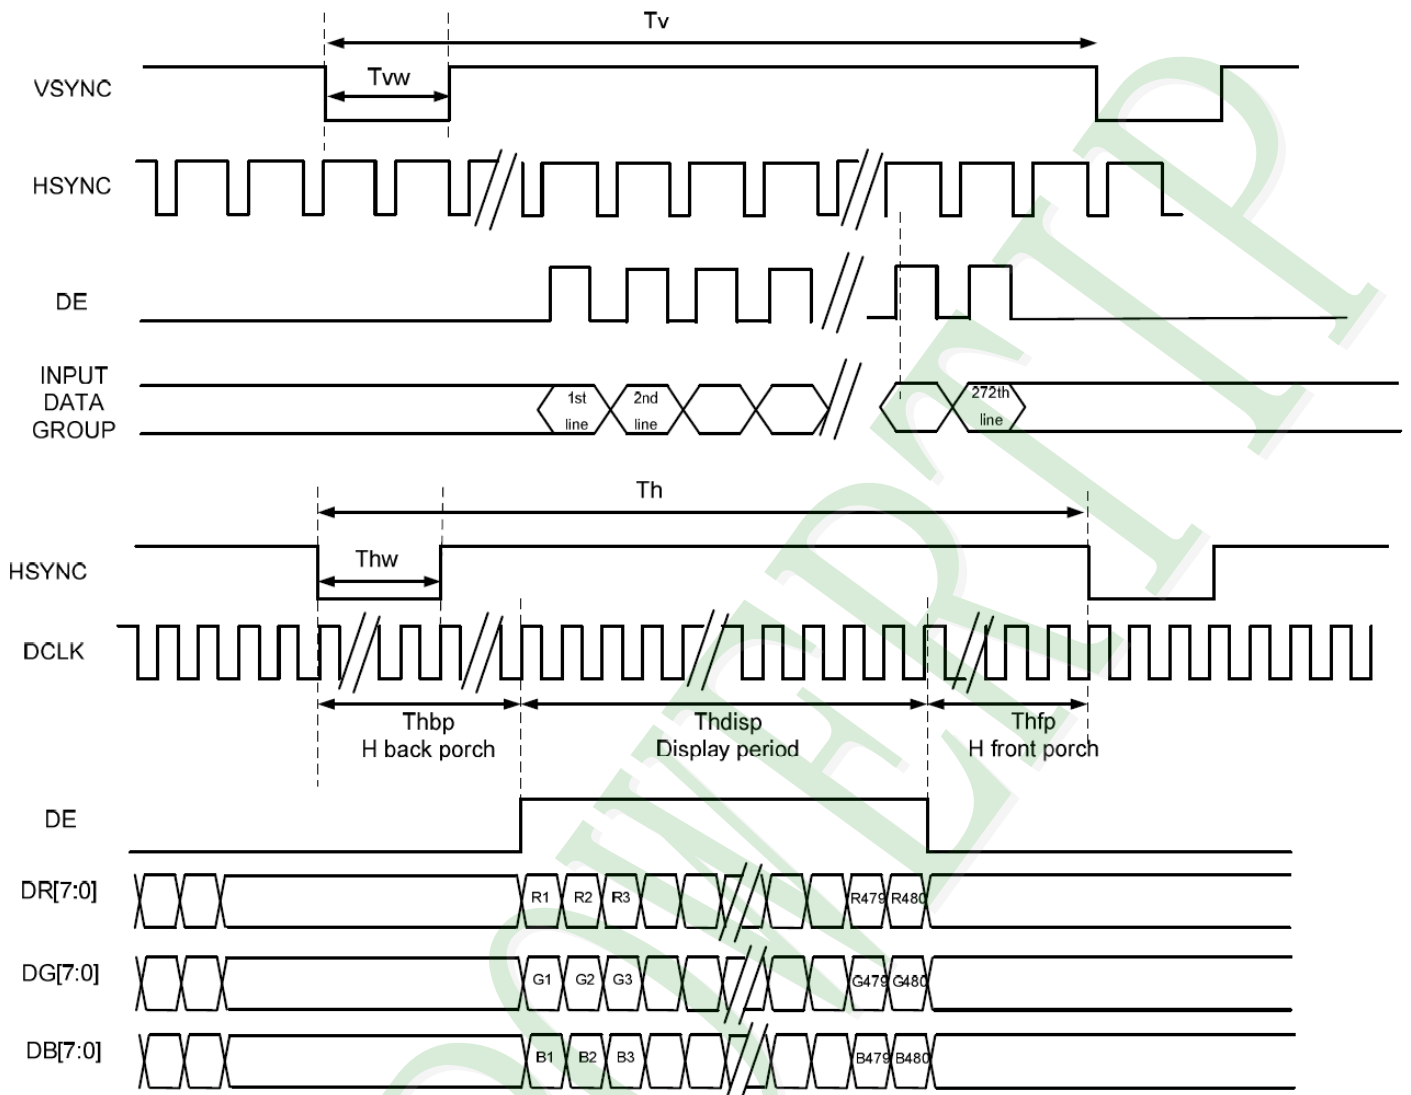 Tv
VSYNC
Tvw
HSYNC
DE
INPUT
DATA
GROUP
1st
line
2nd
line
272th
line
Th
HSYNC
Thw
DCLK
Thbp
H back porch
Thdisp
Display period
Thfp
H front porch
DE
DR[7:0]
R1 R2 R3 R479 R480
DG[7:0]
G1 G2 G3 G479 G480
DB[7:0]
B1 B2 B3 B479 B480
POWERTIP